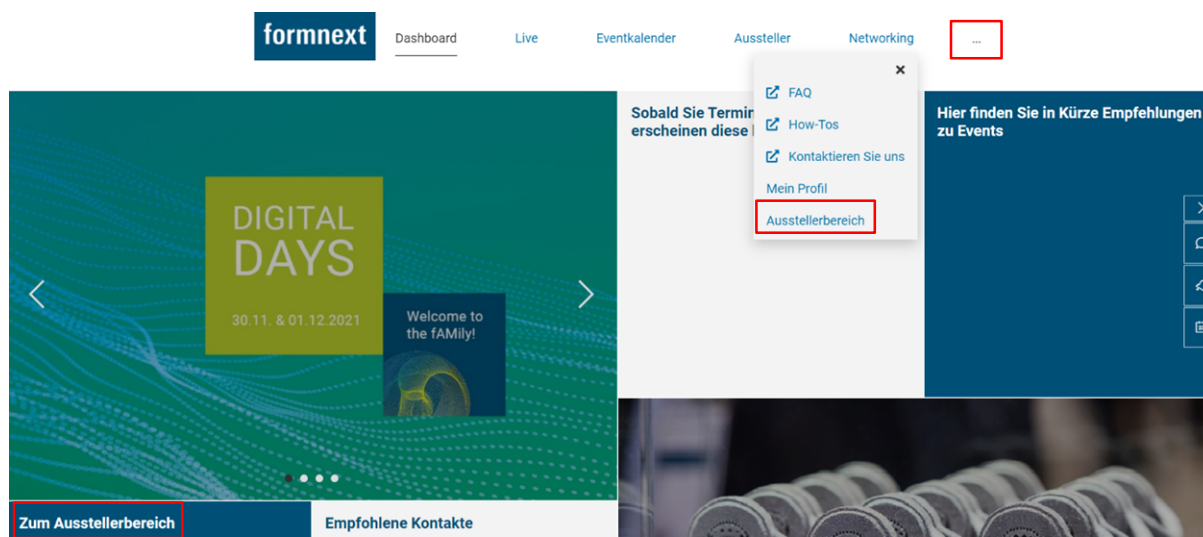 formnext
Dashboard
Live
Eventkalender
Aussteller
Networking
...
FAQ
How-Tos
Kontaktieren Sie uns
Mein Profil
Ausstellerbereich
Sobald Sie Termin
erscheinen diese
Hier finden Sie in Kürze Empfehlungen
zu Events
DIGITAL
DAYS
30.11. & 01.12.2021
Welcome to
the fAMily!
Zum Ausstellerbereich
Empfohlene Kontakte